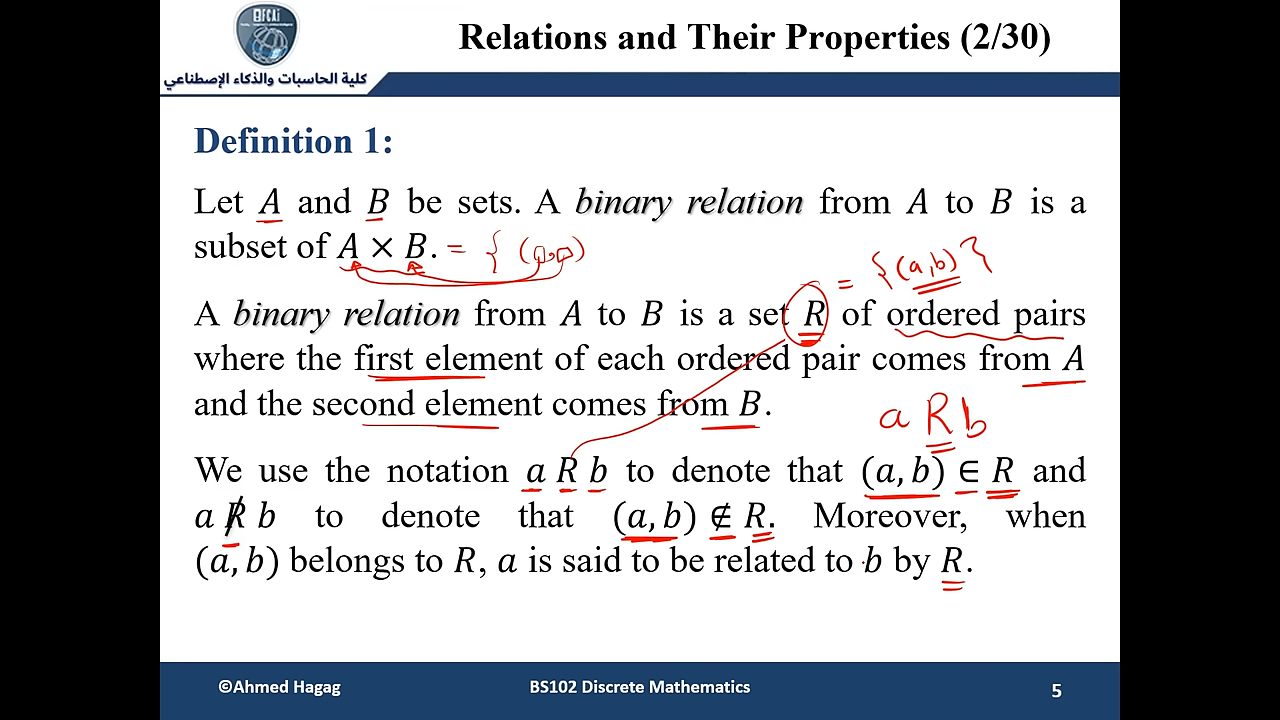 BFCAI
كلية الحاسبات والذكاء الإصطناعي
Relations and Their Properties (2/30)
Definition 1:
Let A and B be sets. A binary relation from A to B is a
subset of A × B. = { (▯,▯)
= {(a,b)}
A binary relation from A to B is a set R of ordered pairs
where the first element of each ordered pair comes from A
and the second element comes from B.
a R b
We use the notation a R b to denote that (a, b) ∈ R and
a R̸ b to denote that (a, b) ∉ R. Moreover, when
(a, b) belongs to R, a is said to be related to b by R.
©Ahmed Hagag
BS102 Discrete Mathematics
5